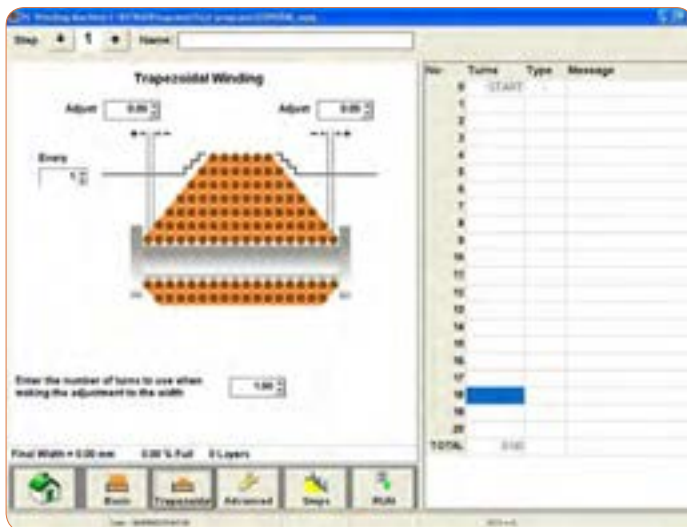 Step 1 Name:
Trapezoidal Winding
Adjust 0.00 Adjust 0.00
Every
1
Enter the number of turns to use when
making the adjustment to the width
1.00
Final Width = 0.00 mm 0.00 % Full 0 Layers
Basic Trapezoidal Advanced Stops RUN
No Turns Type Message
0 START -
1
2
3
4
5
6
7
8
9
10
11
12
13
14
15
16
17
18
19
20
TOTAL